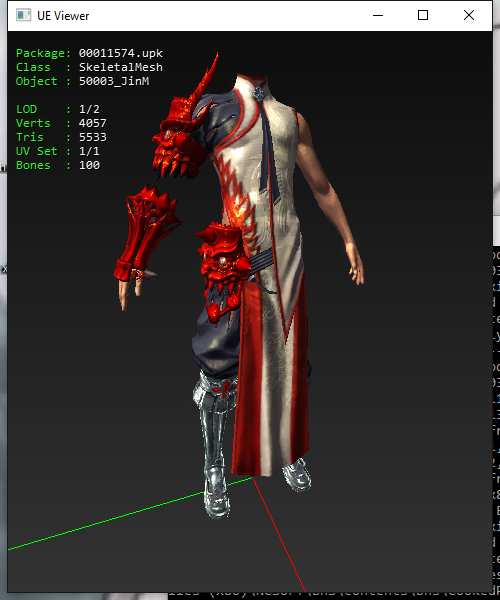 UE Viewer
Package: 00011574.upk
Class : SkeletalMesh
Object : 50003_JinM
LOD : 1/2
Verts : 4057
Tris : 5533
UV Set : 1/1
Bones : 100